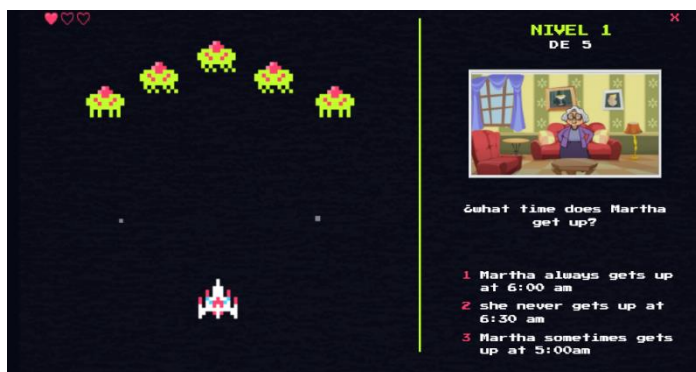 NIVEL 1
DE 5
X
¿what time does Martha
get up?
1 Martha always gets up
at 6:00 am
2 she never gets up at
6:30 am
3 Martha sometimes gets
up at 5:00am